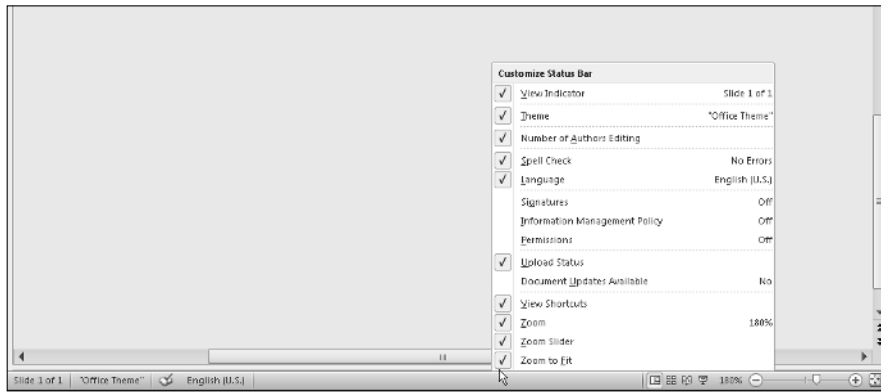 Customize Status Bar
View Indicator Slide 1 of 1
Theme "Office Theme"
Number of Authors Editing
Spell Check No Errors
Language English (U.S.)
Signatures Off
Information Management Policy Off
Permissions Off
Upload Status
Document Updates Available No
View Shortcuts
Zoom 180%
Zoom Slider
Zoom to Fit
Slide 1 of 1 "Office Theme" English (U.S.) 180%